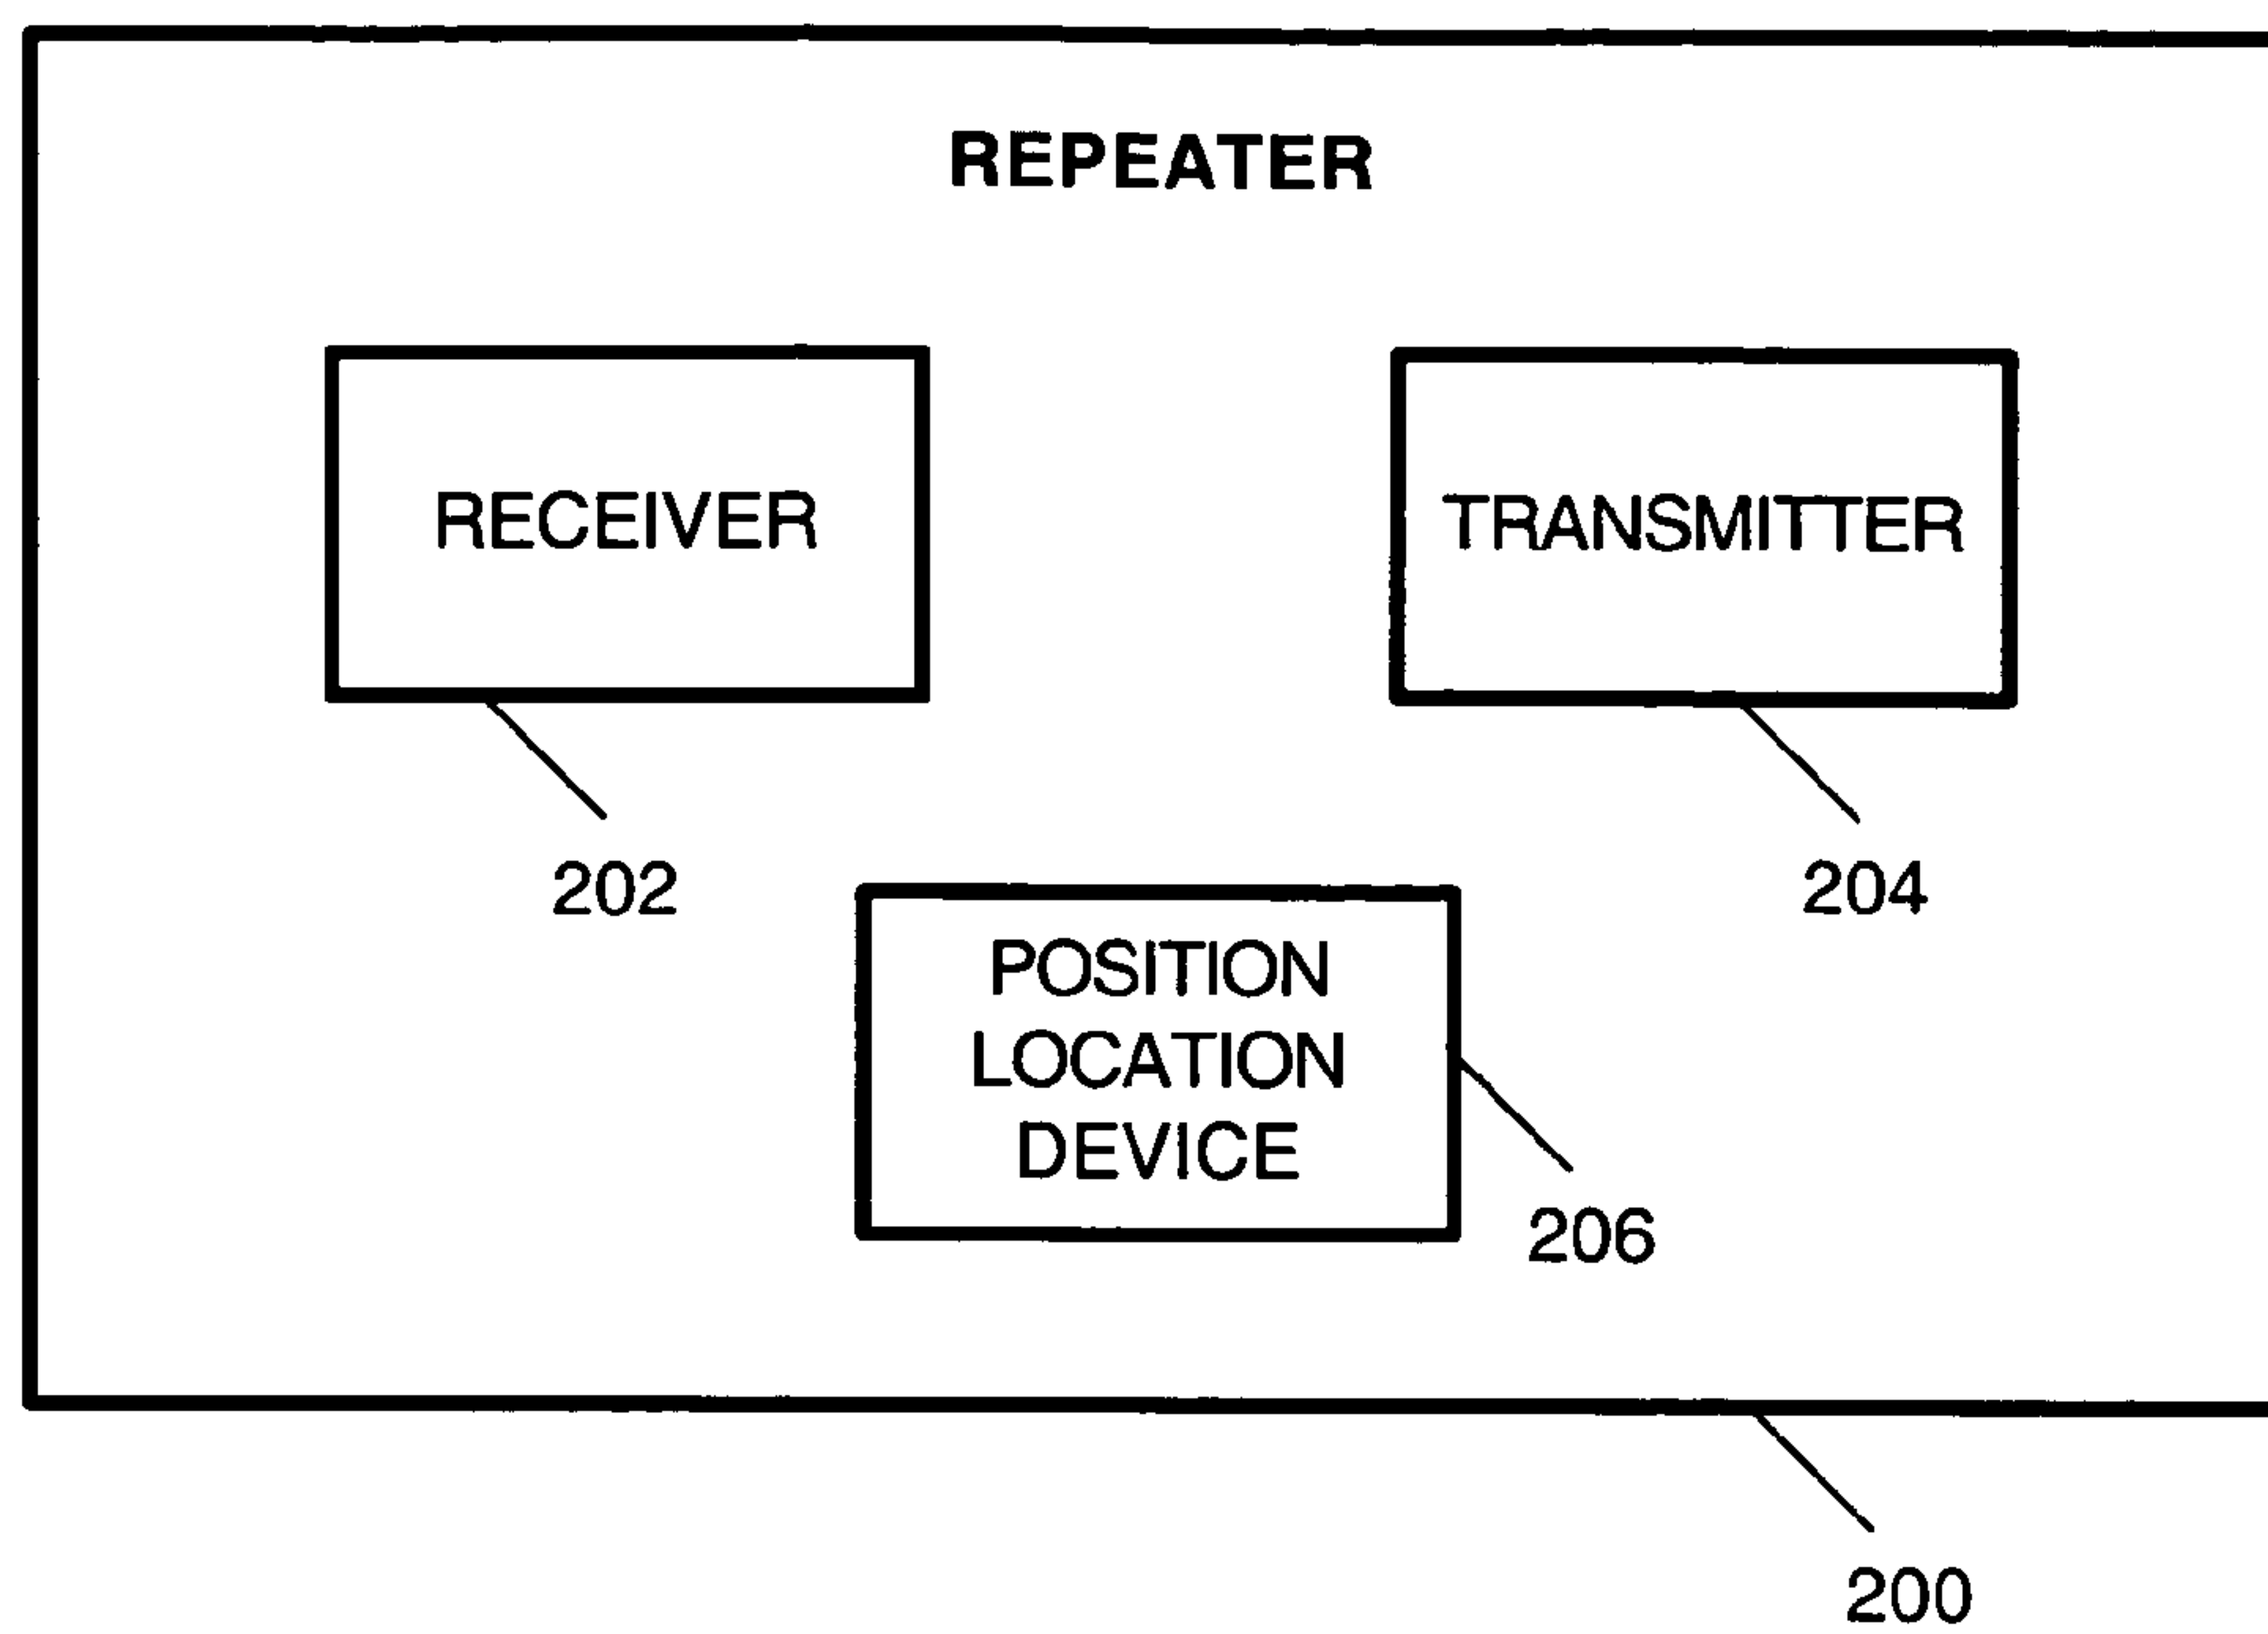 REPEATER
RECEIVER
TRANSMITTER
202
204
POSITION
LOCATION
DEVICE
206
200